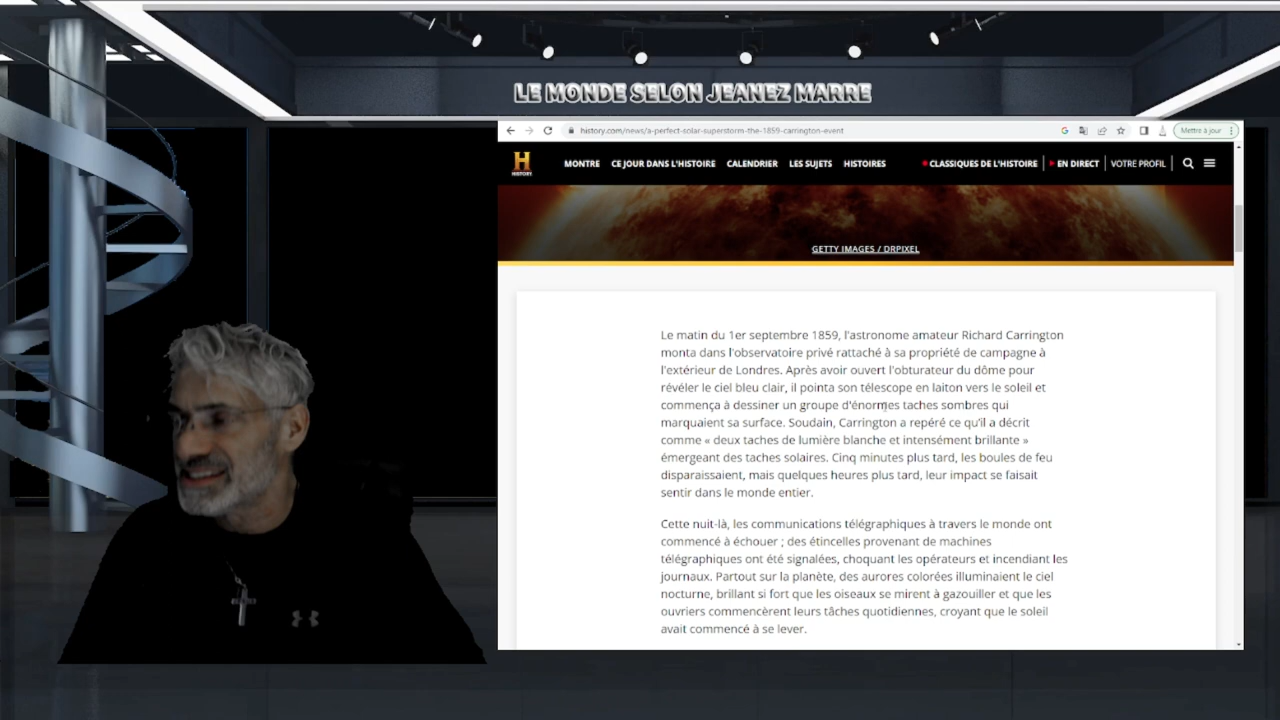 LE MONDE SELON JEANEZ MARRE
history.com/news/a-perfect-solar-superstorm-the-1859-carrington-event
Mettre à jour
H
HISTORY
MONTRE CE JOUR DANS L'HISTOIRE CALENDRIER LES SUJETS HISTOIRES CLASSIQUES DE L'HISTOIRE EN DIRECT VOTRE PROFIL
GETTY IMAGES / DRPIXEL
Le matin du 1er septembre 1859, l'astronome amateur Richard Carrington
monta dans l'observatoire privé rattaché à sa propriété de campagne à
l'extérieur de Londres. Après avoir ouvert l'obturateur du dôme pour
révéler le ciel bleu clair, il pointa son télescope en laiton vers le soleil et
commença à dessiner un groupe d'énormes taches sombres qui
marquaient sa surface. Soudain, Carrington a repéré ce qu'il a décrit
comme « deux taches de lumière blanche et intensément brillante »
émergeant des taches solaires. Cinq minutes plus tard, les boules de feu
disparaissaient, mais quelques heures plus tard, leur impact se faisait
sentir dans le monde entier.
Cette nuit-là, les communications télégraphiques à travers le monde ont
commencé à échouer ; des étincelles provenant de machines
télégraphiques ont été signalées, choquant les opérateurs et incendiant les
journaux. Partout sur la planète, des aurores colorées illuminaient le ciel
nocturne, brillant si fort que les oiseaux se mirent à gazouiller et que les
ouvriers commencèrent leurs tâches quotidiennes, croyant que le soleil
avait commencé à se lever.